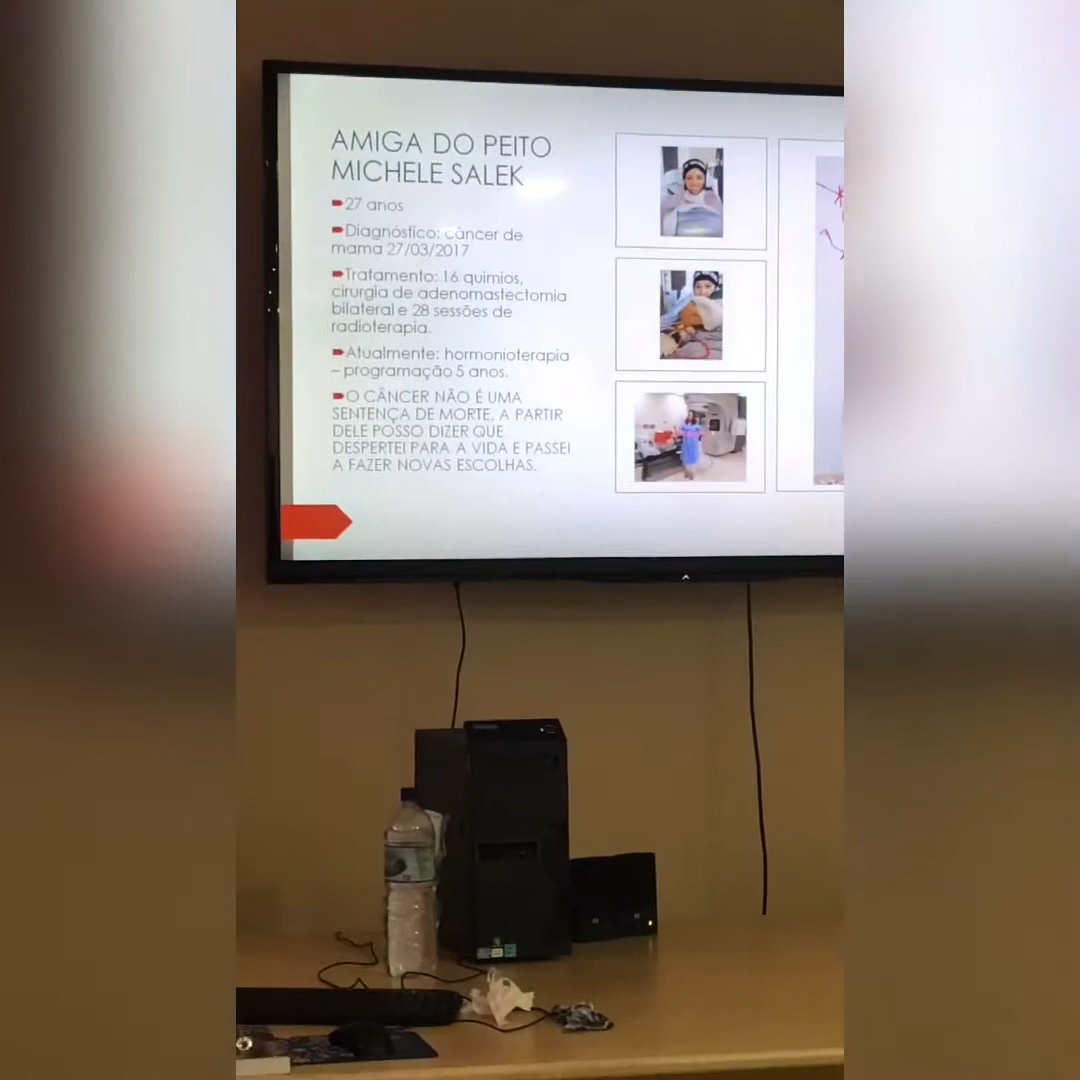 AMIGA DO PEITO
MICHELE SALEK
27 anos
Diagnóstico: câncer de
mama 27/03/2017
Tratamento: 16 quimios,
cirurgia de adenomastectomia
bilateral e 28 sessões de
radioterapia.
Atualmente: hormonioterapia
– programação 5 anos.
O CÂNCER NÃO É UMA
SENTENÇA DE MORTE, A PARTIR
DELE POSSO DIZER QUE
DESPERTEI PARA A VIDA E PASSEI
A FAZER NOVAS ESCOLHAS.